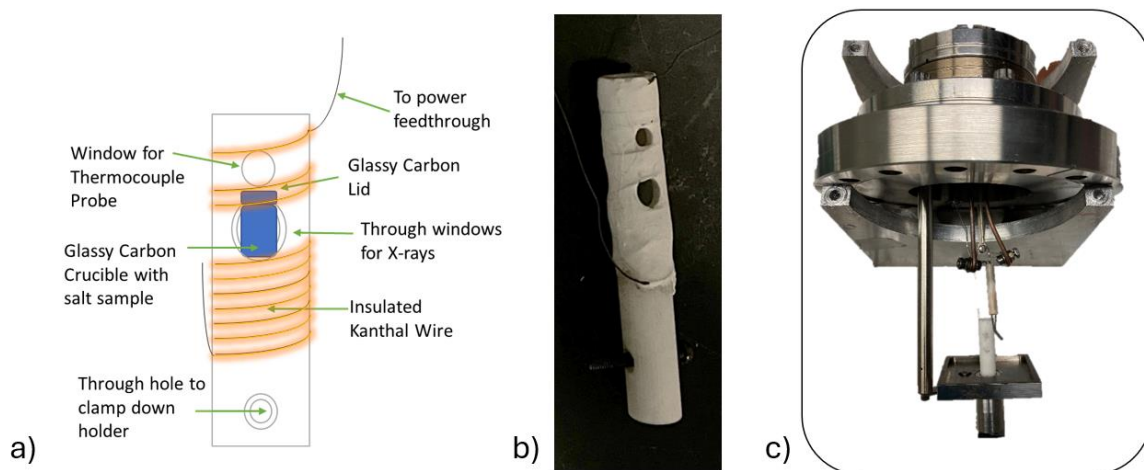 To power
feedthrough
Window for
Thermocouple
Probe
Glassy Carbon
Lid
Through windows
for X-rays
Glassy Carbon
Crucible with
salt sample
Insulated
Kanthal Wire
Through hole to
clamp down
holder
a)
b)
c)